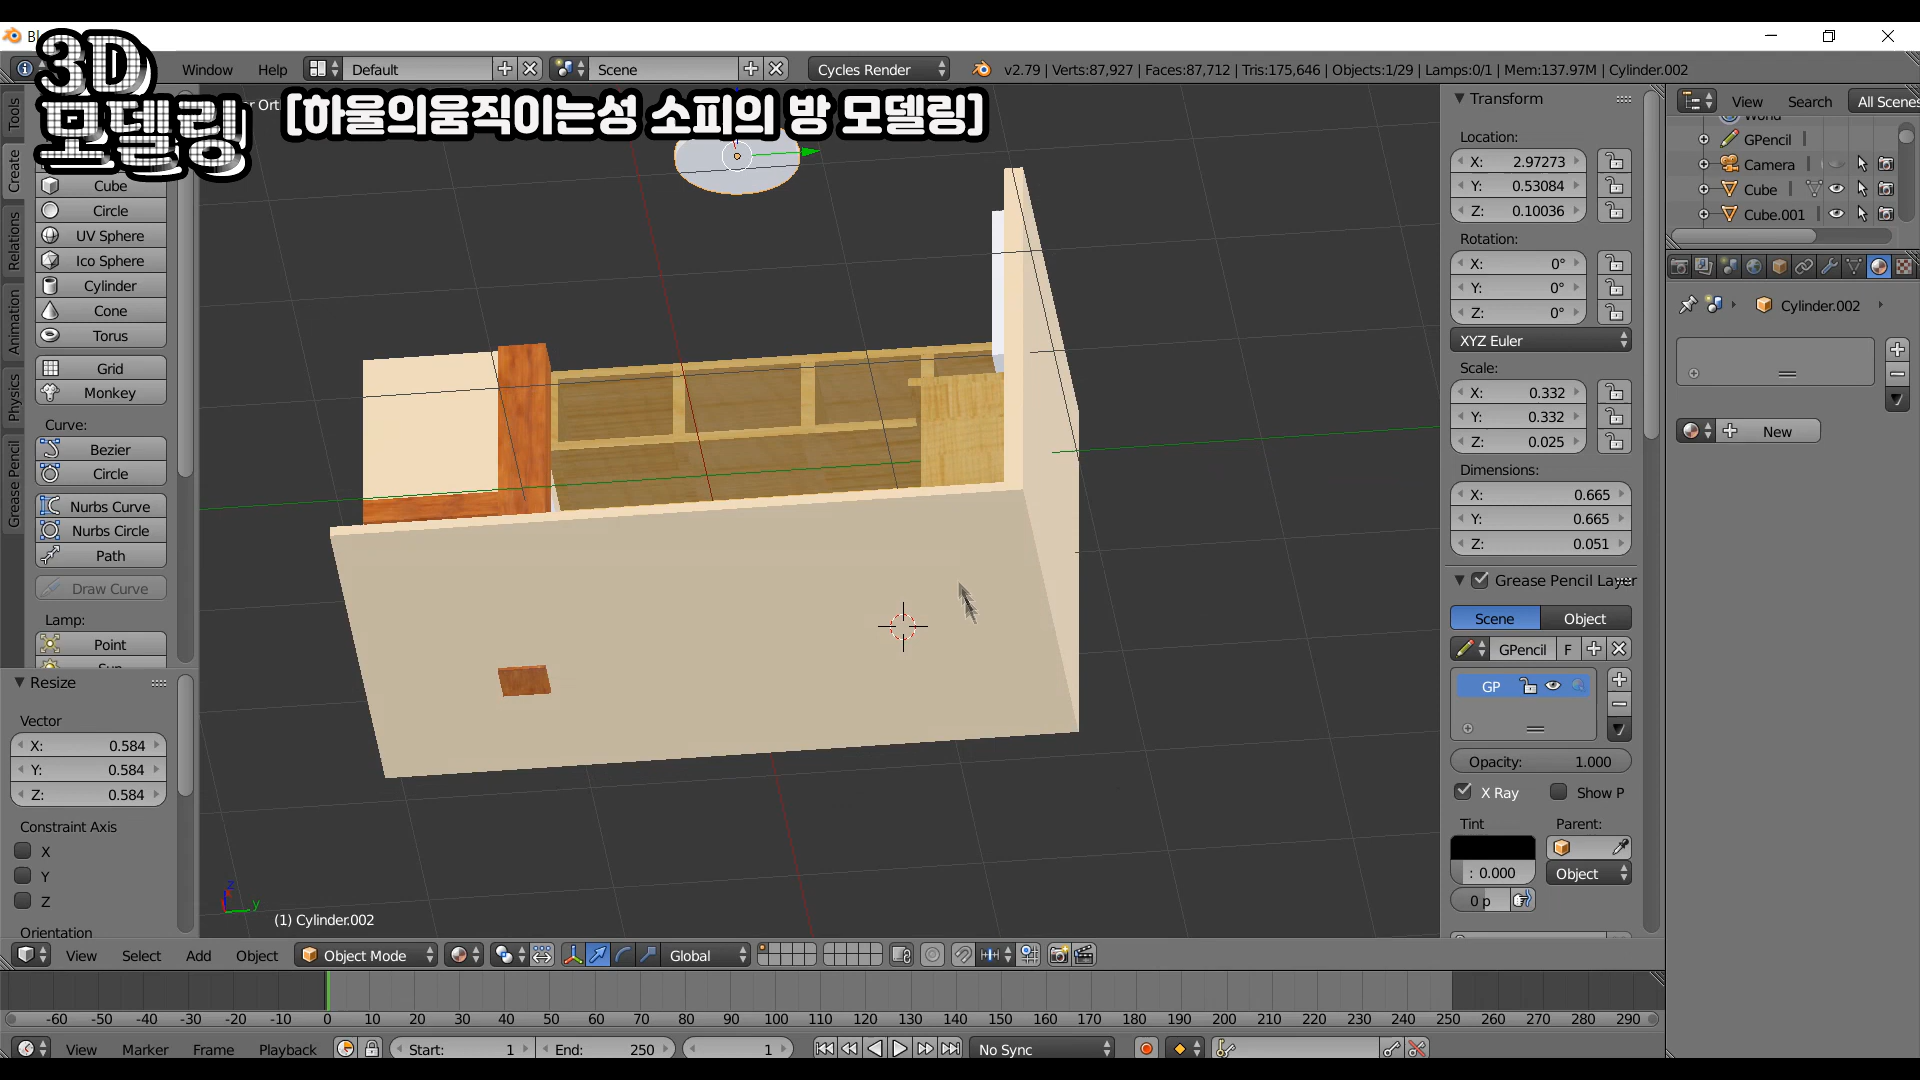 Bl
3D
모델링
[하울의움직이는성 소피의 방 모델링]
Window
Help
Default
Scene
Cycles Render
v2.79 | Verts:87,927 | Faces:87,712 | Tris:175,646 | Objects:1/29 | Lamps:0/1 | Mem:137.97M | Cylinder.002
Tools
Create
Relations
Animation
Physics
Grease Pencil
Cube
Circle
UV Sphere
Ico Sphere
Cylinder
Cone
Torus
Grid
Monkey
Curve:
Bezier
Circle
Nurbs Curve
Nurbs Circle
Path
Draw Curve
Lamp:
Point
Resize
Vector
X: 0.584
Y: 0.584
Z: 0.584
Constraint Axis
X
Y
Z
Orientation
z
y
(1) Cylinder.002
Transform
Location:
X: 2.97273
Y: 0.53084
Z: 0.10036
Rotation:
X: 0°
Y: 0°
Z: 0°
XYZ Euler
Scale:
X: 0.332
Y: 0.332
Z: 0.025
Dimensions:
X: 0.665
Y: 0.665
Z: 0.051
Grease Pencil Layer
Scene
Object
GPencil
F
GP
Opacity: 1.000
X Ray
Show P
Tint
Parent:
: 0.000
Object
0 p
View
Search
All Scenes
World
GPencil
Camera
Cube
Cube.001
Cylinder.002
New
View
Select
Add
Object
Object Mode
Global
-60 -50 -40 -30 -20 -10 0 10 20 30 40 50 60 70 80 90 100 110 120 130 140 150 160 170 180 190 200 210 220 230 240 250 260 270 280 290
View
Marker
Frame
Playback
Start: 1
End: 250
1
No Sync